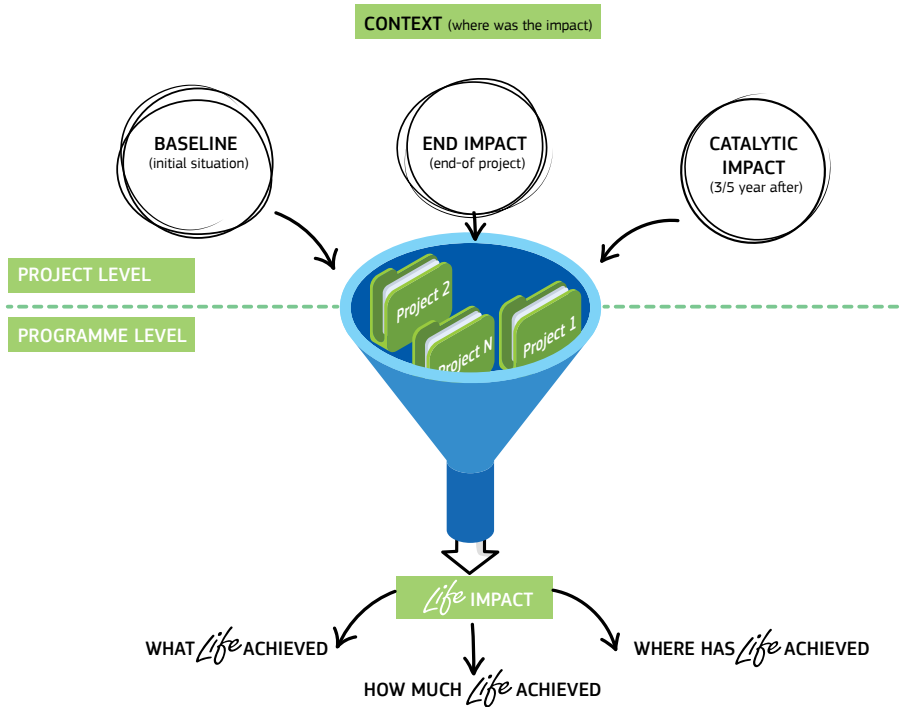 CONTEXT (where was the impact)
BASELINE
(initial situation)
END IMPACT
(end-of project)
CATALYTIC
IMPACT
(3/5 year after)
PROJECT LEVEL
PROGRAMME LEVEL
Project 2
Project N
Project 1
Life IMPACT
WHAT Life ACHIEVED
HOW MUCH Life ACHIEVED
WHERE HAS Life ACHIEVED